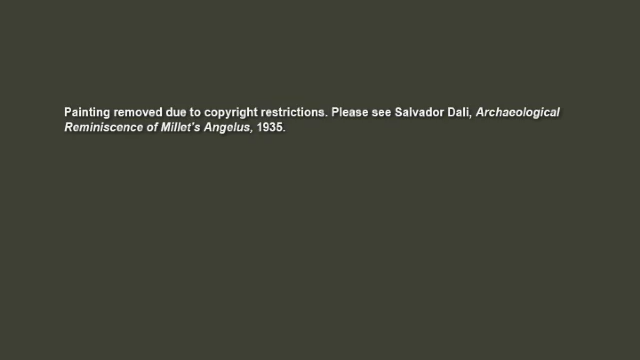 Painting removed due to copyright restrictions. Please see Salvador Dali, Archaeological
Reminiscence of Millet's Angelus, 1935.